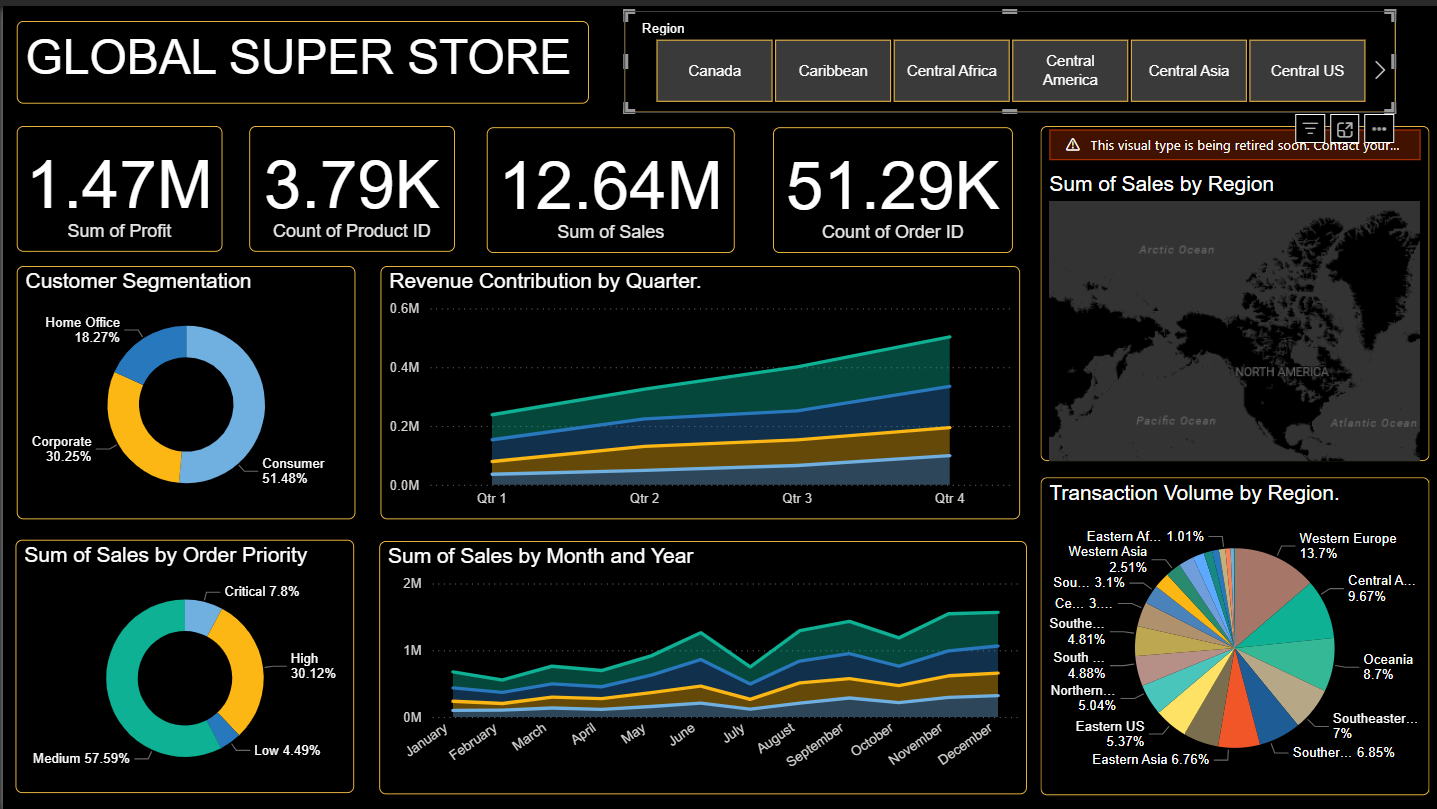 GLOBAL SUPER STORE
Region
Canada
Caribbean
Central Africa
Central
America
Central Asia
Central US
1.47M
Sum of Profit
3.79K
Count of Product ID
12.64M
Sum of Sales
51.29K
Count of Order ID
This visual type is being retired soon. Contact your...
Sum of Sales by Region
Arctic Ocean
NORTH AMERICA
Pacific Ocean
Atlantic Ocean
Customer Segmentation
Home Office
18.27%
Corporate
30.25%
Consumer
51.48%
Revenue Contribution by Quarter.
0.6M
0.4M
0.2M
0.0M
Qtr 1
Qtr 2
Qtr 3
Qtr 4
Transaction Volume by Region.
Eastern Af... 1.01%
Western Asia
2.51%
Sou... 3.1%
Ce... 3....
Southe...
4.81%
South ...
4.88%
Northern...
5.04%
Eastern US
5.37%
Eastern Asia 6.76%
Western Europe
13.7%
Central A...
9.67%
Oceania
8.7%
Southeaster...
7%
Souther... 6.85%
Sum of Sales by Order Priority
Critical 7.8%
High
30.12%
Low 4.49%
Medium 57.59%
Sum of Sales by Month and Year
2M
1M
0M
January
February
March
April
May
June
July
August
September
October
November
December